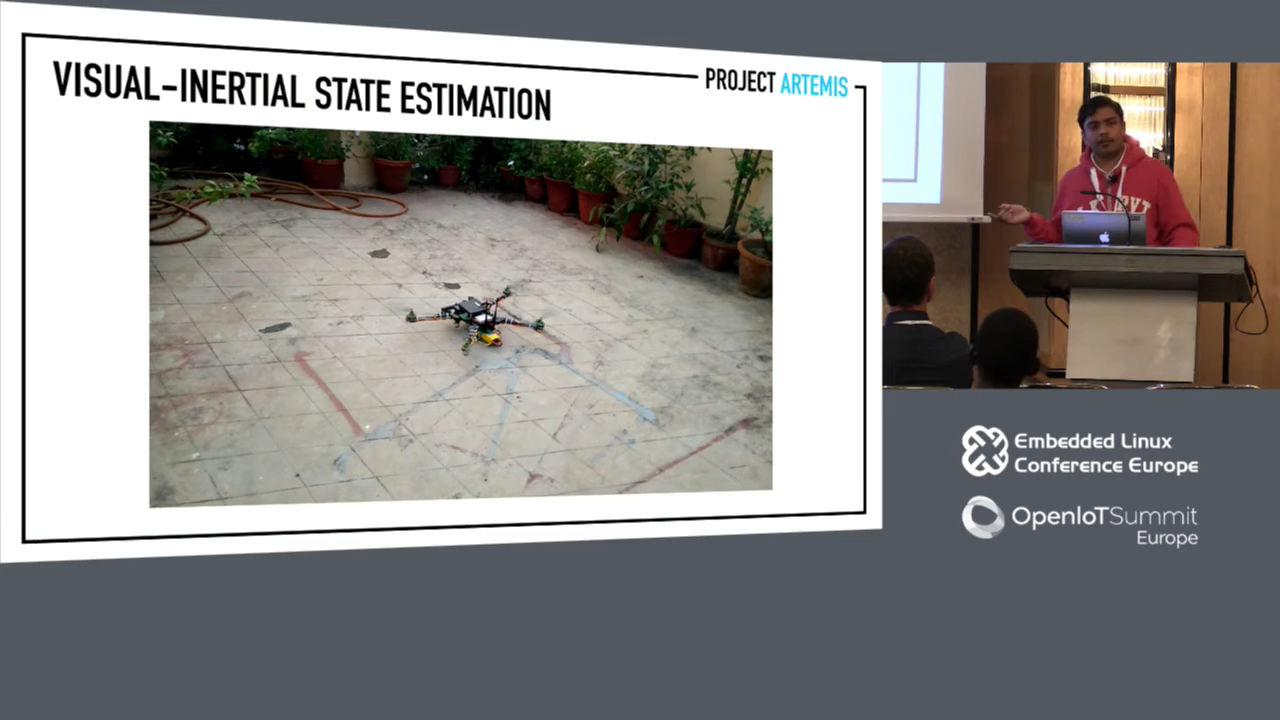 VISUAL-INERTIAL STATE ESTIMATION
PROJECT ARTEMIS
Embedded Linux
Conference Europe
OpenIoTSummit
Europe